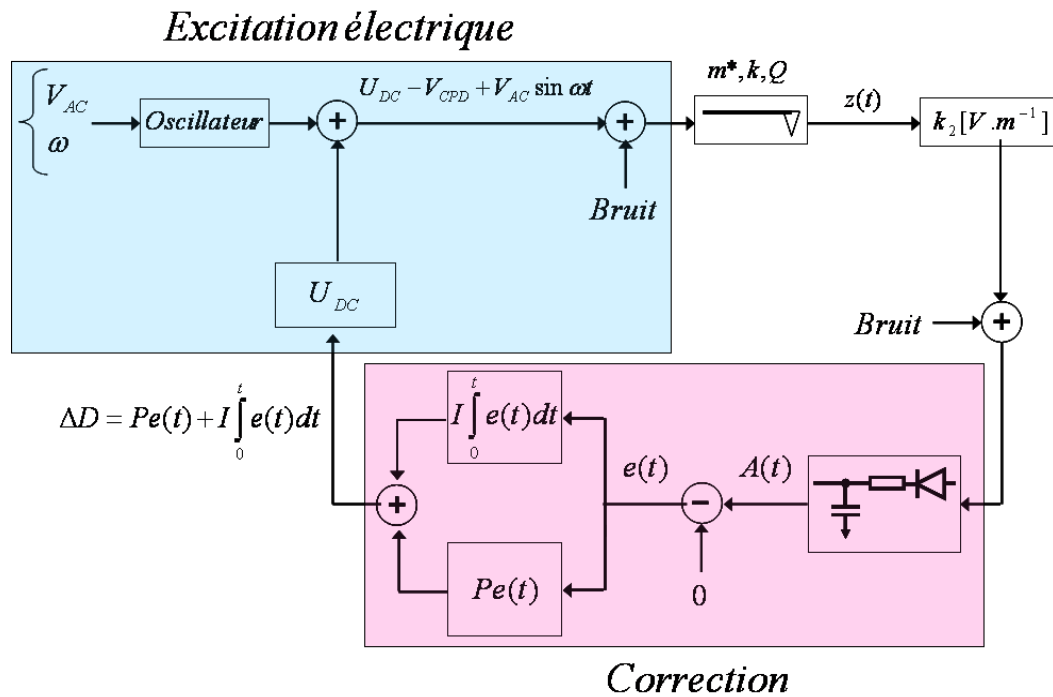 Excitation électrique
V_AC
ω
Oscillateur
+
U_DC − V_CPD + V_AC sin ωt
+
Bruit
m*, k, Q
z(t)
k_2[V.m^-1]
U_DC
Bruit
+
ΔD = Pe(t) + I∫_0^t e(t)dt
I∫_0^t e(t)dt
+
e(t)
−
A(t)
0
Pe(t)
Correction